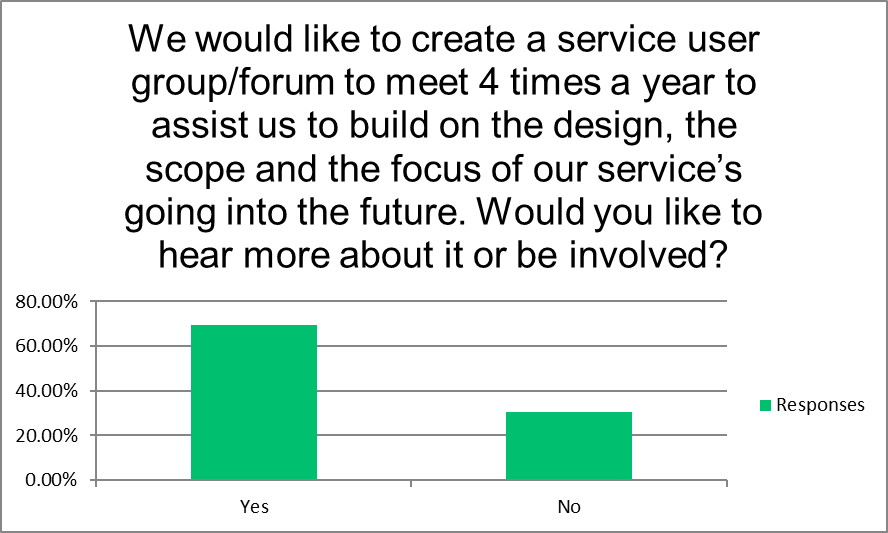 We would like to create a service user
group/forum to meet 4 times a year to
assist us to build on the design, the
scope and the focus of our service’s
going into the future. Would you like to
hear more about it or be involved?
80.00%
60.00%
40.00%
20.00%
0.00%
Yes
No
Responses